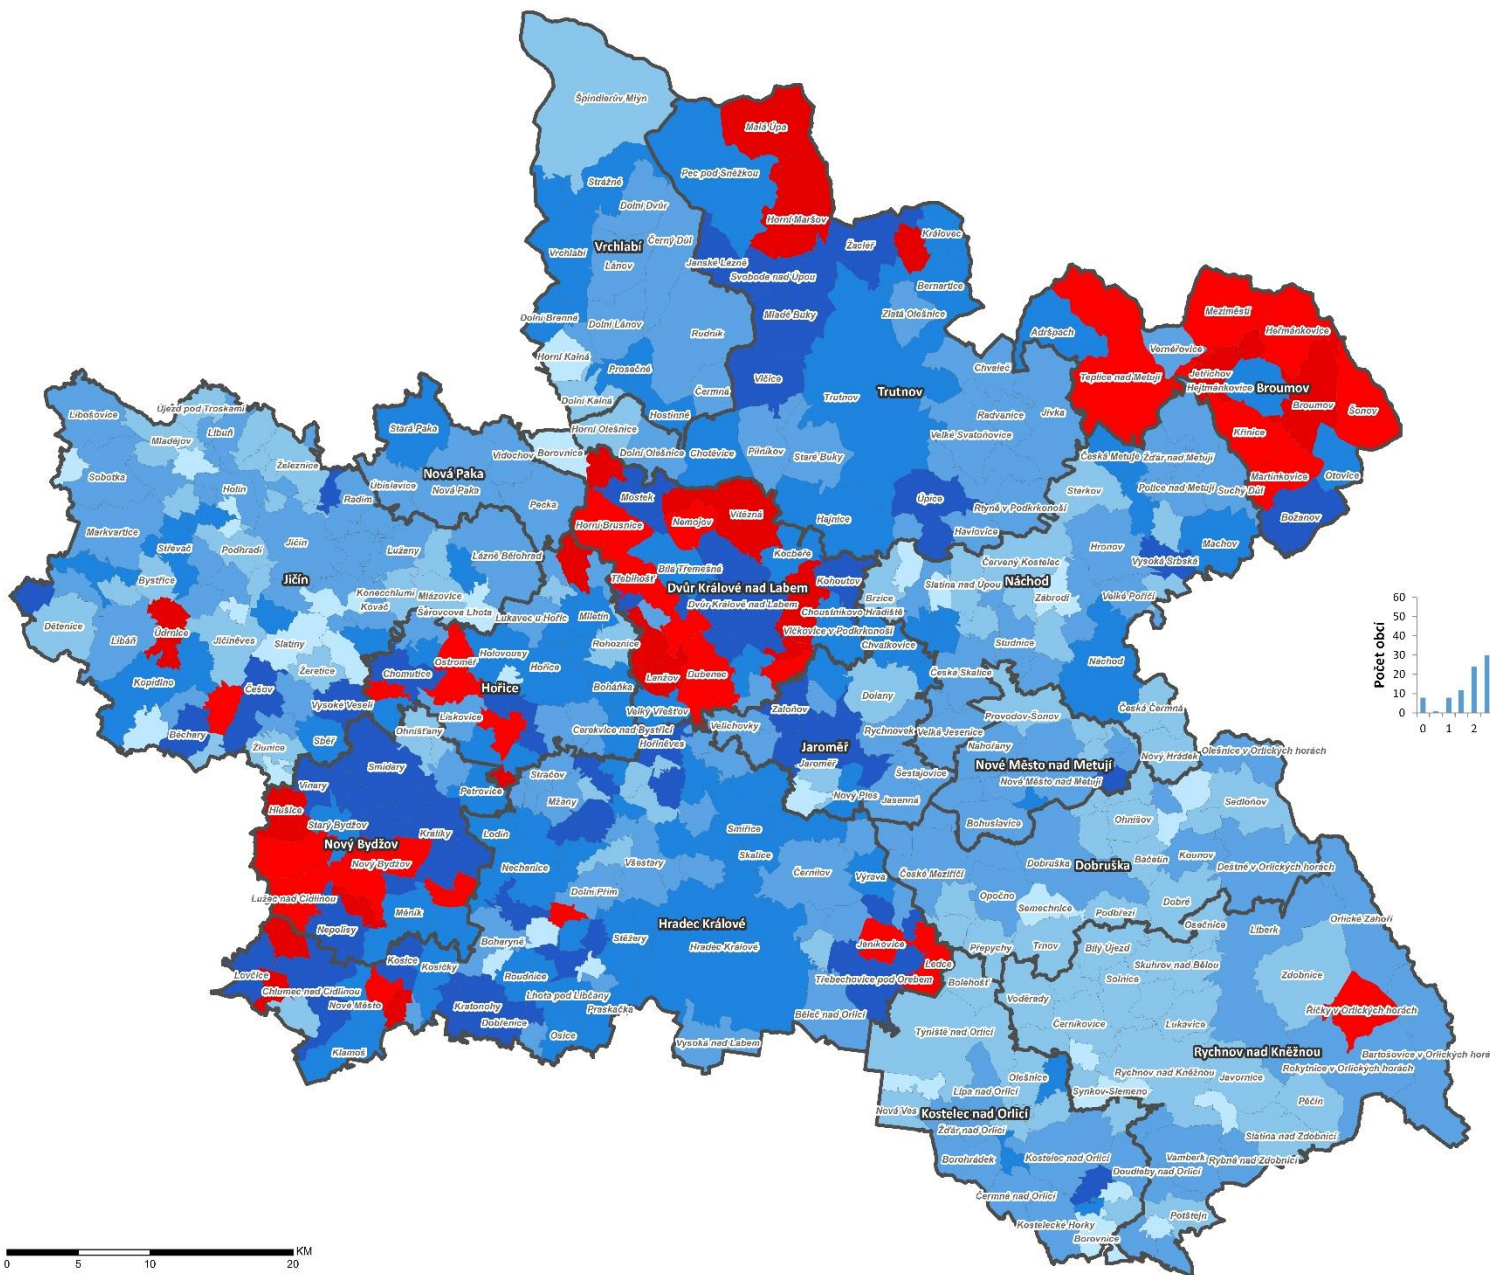 Špindlerův Mlýn
Malá Úpa
Pec pod Sněžkou
Strážné
Dolní Dvůr
Horní Maršov
Vrchlabí
Černý Důl
Žacléř
Královec
Vrchlabí
Lánov
Janské Lázně
Svoboda nad Úpou
Bernartice
Mladé Buky
Zlatá Olešnice
Dolní Branná
Dolní Lánov
Rudník
Adršpach
Meziměstí
Heřmánkovice
Verněřovice
Horní Kalná
Prosečné
Vlčice
Chvaleč
Teplice nad Metují
Jetřichov
Hejtmánkovice
Broumov
Čermná
Trutnov
Trutnov
Dolní Kalná
Hostinné
Radvanice
Jívka
Broumov
Šonov
Libošovice
Újezd pod Troskami
Mladějov
Libuň
Stará Paka
Horní Olešnice
Velké Svatoňovice
Křinice
Borovnice
Dolní Olešnice
Chotěvice
Pilníkov
Staré Buky
Vidochov
Česká Metuje
Žďár nad Metují
Železnice
Sobotka
Nová Paka
Úbislavice
Nová Paka
Holín
Radim
Mostek
Martínkovice
Otovice
Police nad Metují
Suchý Důl
Starkov
Pecka
Úpice
Rtyně v Podkrkonoší
Božanov
Horní Brusnice
Nemojov
Vítězná
Hajnice
Markvartice
Střevač
Podhradí
Jičín
Havlovice
Hronov
Machov
Lužany
Lázně Bělohrad
Kocbeře
Vysoká Srbská
Bílá Třemešná
Červený Kostelec
Jičín
Bystřice
Třebihošť
Dvůr Králové nad Labem
Kohoutov
Slatina nad Úpou
Náchod
Konecchlumí
Mlázovice
Kovač
Šárovcova Lhota
Dvůr Králové nad Labem
Brzice
Zábrodí
Velké Poříčí
Choustníkovo Hradiště
Lukavec u Hořic
Miletín
Dětenice
Libáň
Údrnice
Jičíněves
Slatiny
Vlčkovice v Podkrkonoší
Rohoznice
Chvalkovice
Studnice
Holovousy
Ostroměř
Hořice
Žeretice
Chomutice
Lanžov
Dubenec
Česká Skalice
Náchod
Kopidlno
Češov
Hořice
Boháňka
Dolany
Vysoké Veselí
Velký Vřešťov
Zaloňov
Česká Čermná
Lískovice
Velichovky
Provodov-Šonov
Ohnišťany
Cerekvice nad Bystřicí
Rychnovek
Velká Jesenice
Běchary
Sběř
Hořiněves
Jaroměř
Nahořany
Nový Hrádek
Olešnice v Orlických horách
Žlunice
Jaroměř
Nové Město nad Metují
Smidary
Stračov
Šestajovice
Nové Město nad Metují
Vinary
Petrovice
Mžany
Nový Ples
Jasenná
Sedloňov
Hlušice
Ohnišov
Starý Bydžov
Králíky
Lodín
Smiřice
Bohuslavice
Nový Bydžov
Nový Bydžov
Skalice
Bačetín
Kounov
Nechanice
Všestary
Dobruška
Dobruška
Deštné v Orlických horách
Černilov
Výrava
České Meziříčí
Lužec nad Cidlinou
Dolní Přím
Opočno
Semechnice
Dobré
Měník
Podbřezí
Nepolisy
Hradec Králové
Osečnice
Orlické Záhoří
Liberk
Boharyně
Stěžery
Hradec Králové
Jeníkovice
Přepychy
Trnov
Bílý Újezd
Kosice
Kosičky
Ledce
Skuhrov nad Bělou
Lovčice
Roudnice
Třebechovice pod Orebem
Bolehošť
Solnice
Zdobnice
Chlumec nad Cidlinou
Lhota pod Libčany
Voděrady
Nové Město
Kratonohy
Praskačka
Běleč nad Orlicí
Říčky v Orlických horách
Dobřenice
Černíkovice
Lukavice
Týniště nad Orlicí
Osice
Vysoká nad Labem
Klamoš
Rychnov nad Kněžnou
Bartošovice v Orlických horá
Rokytnice v Orlických horách
Rychnov nad Kněžnou
Olešnice
Javornice
Lípa nad Orlicí
Synkov-Slemeno
Pěčín
Nová Ves
Kostelec nad Orlicí
Žďár nad Orlicí
Slatina nad Zdobnicí
Borohrádek
Kostelec nad Orlicí
Vamberk
Rybná nad Zdobnicí
Doudleby nad Orlicí
Čermná nad Orlicí
Kostelecké Horky
Potštejn
Borovnice
Počet obcí
60
50
40
30
20
10
0
0 1 2
KM
0 5 10 20